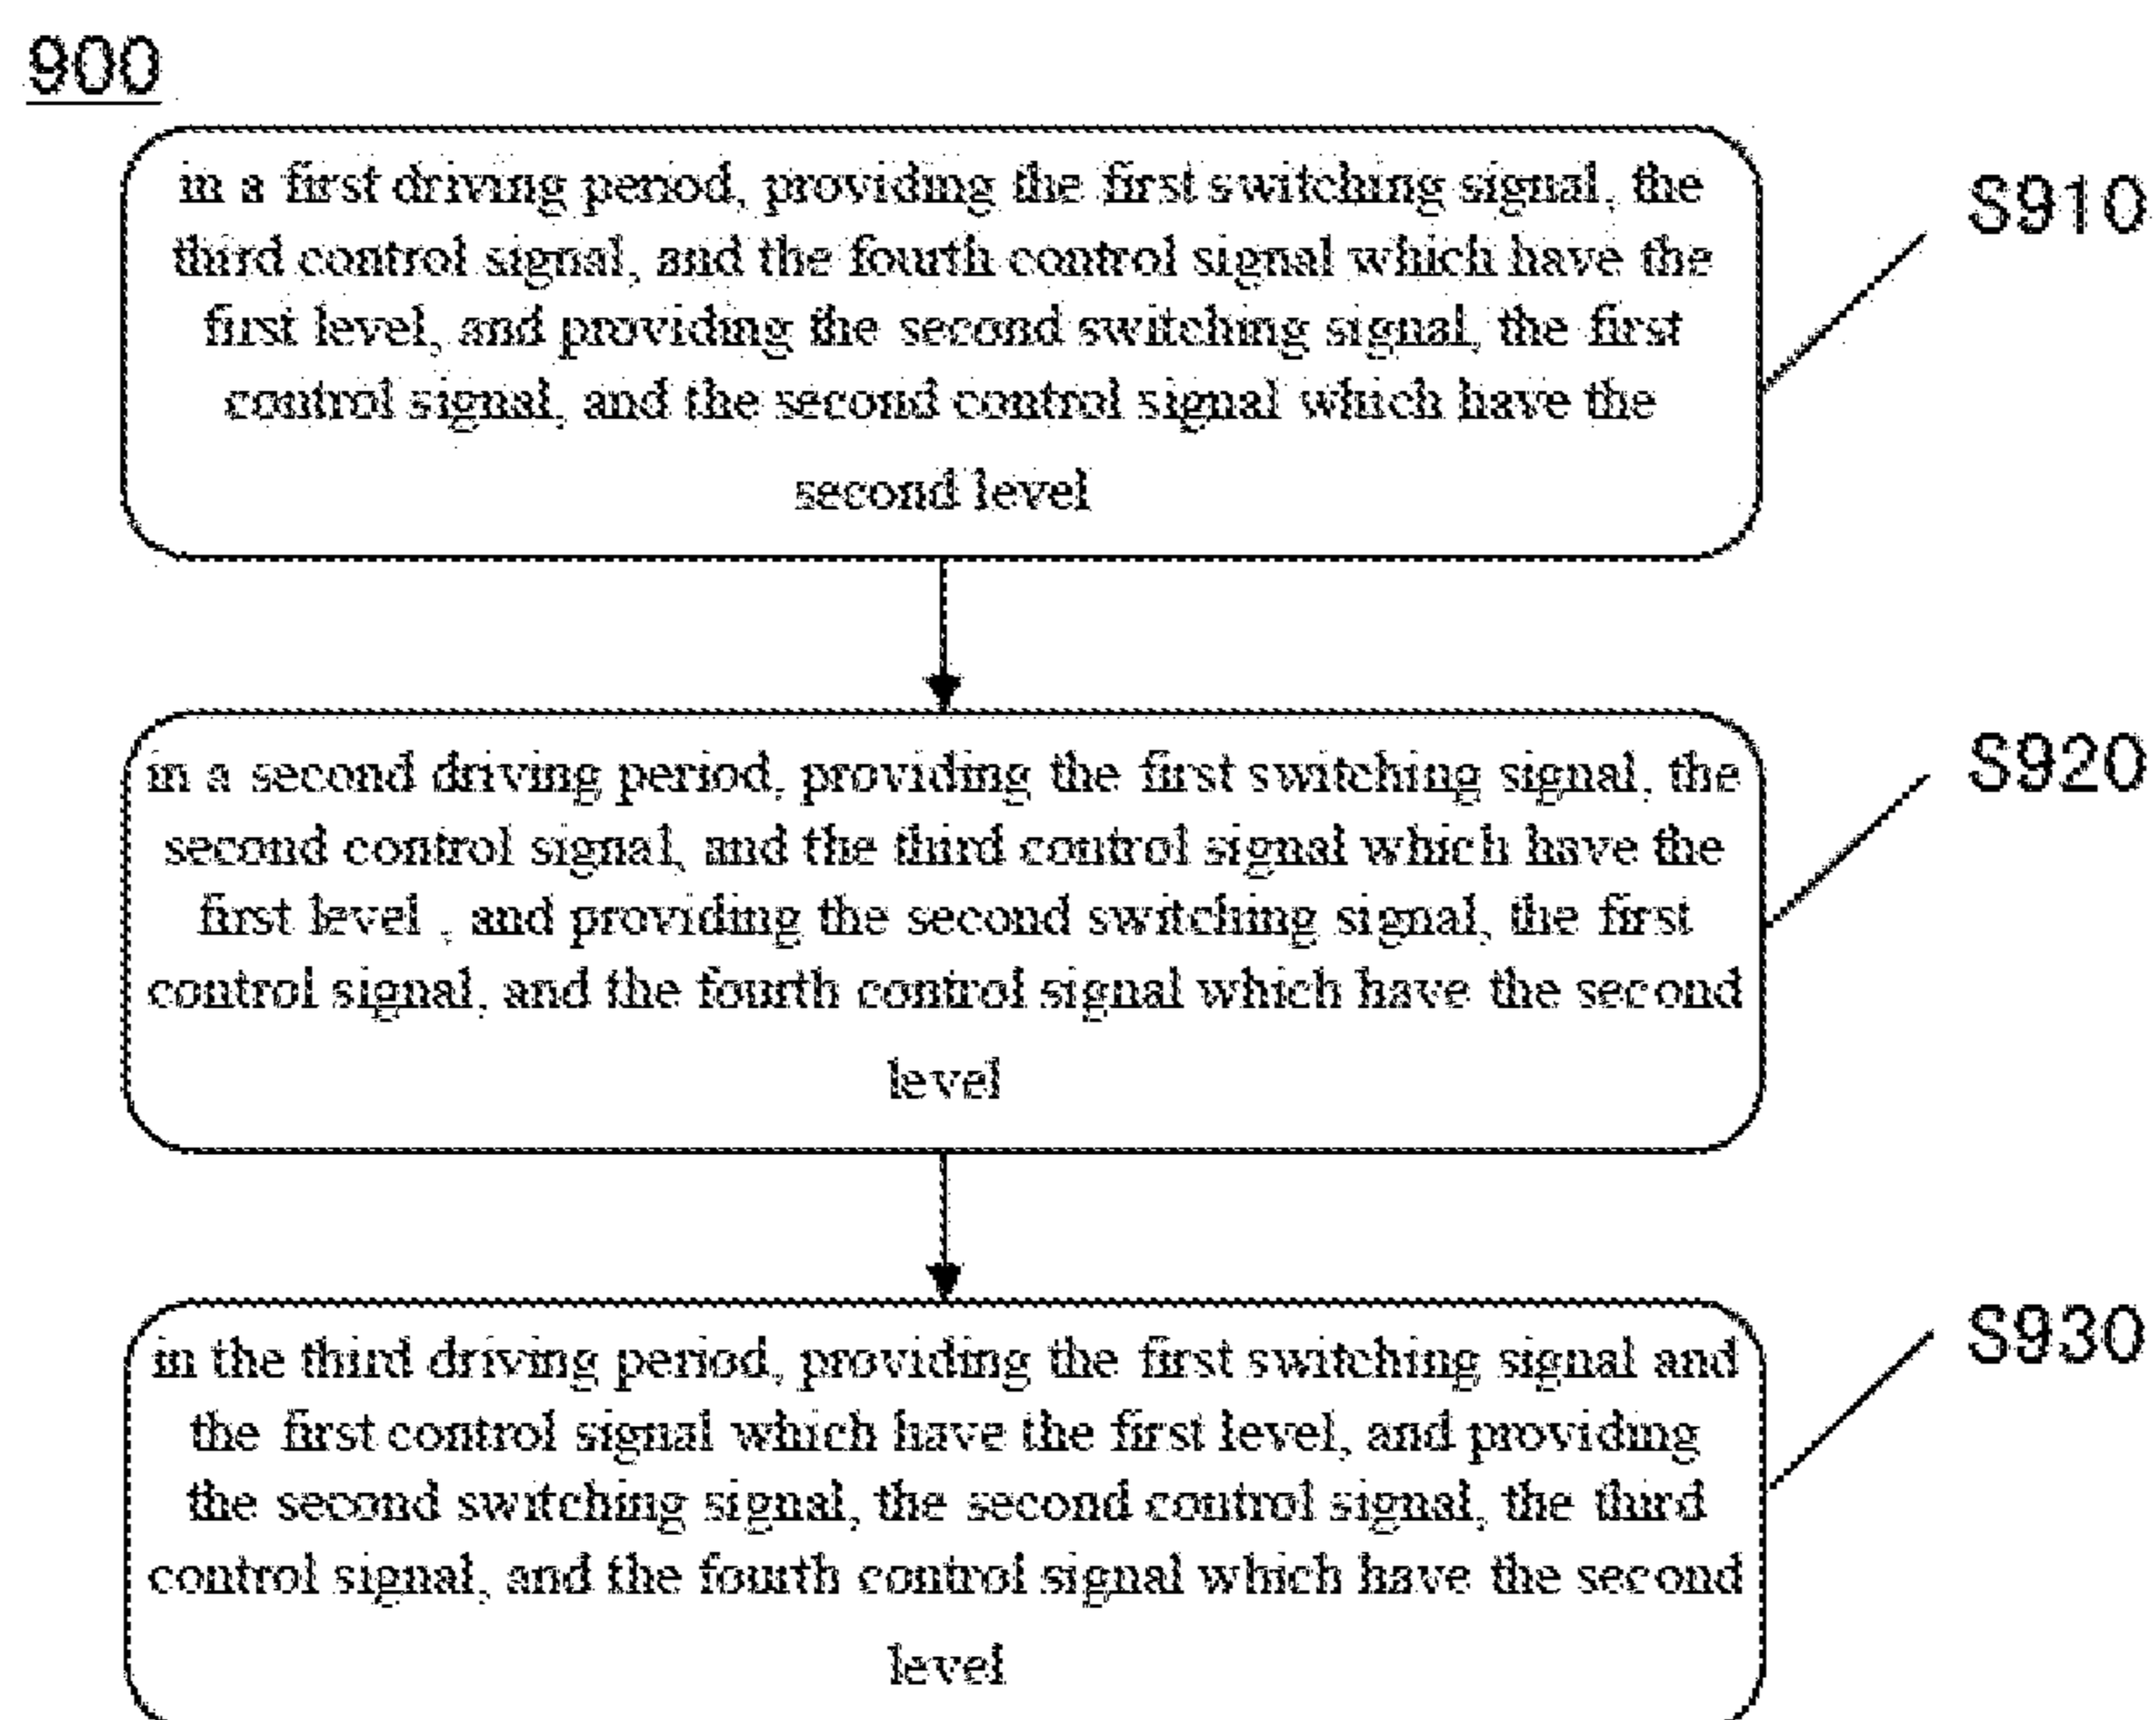 900
in a first driving period, providing the first switching signal, the
third control signal, and the fourth control signal which have the
first level, and providing the second switching signal, the first
control signal, and the second control signal which have the
second level
S910
in a second driving period, providing the first switching signal, the
second control signal, and the third control signal which have the
first level , and providing the second switching signal, the first
control signal, and the fourth control signal which have the second
level
S920
in the third driving period, providing the first switching signal and
the first control signal which have the first level, and providing
the second switching signal, the second control signal, the third
control signal, and the fourth control signal which have the second
level
S930